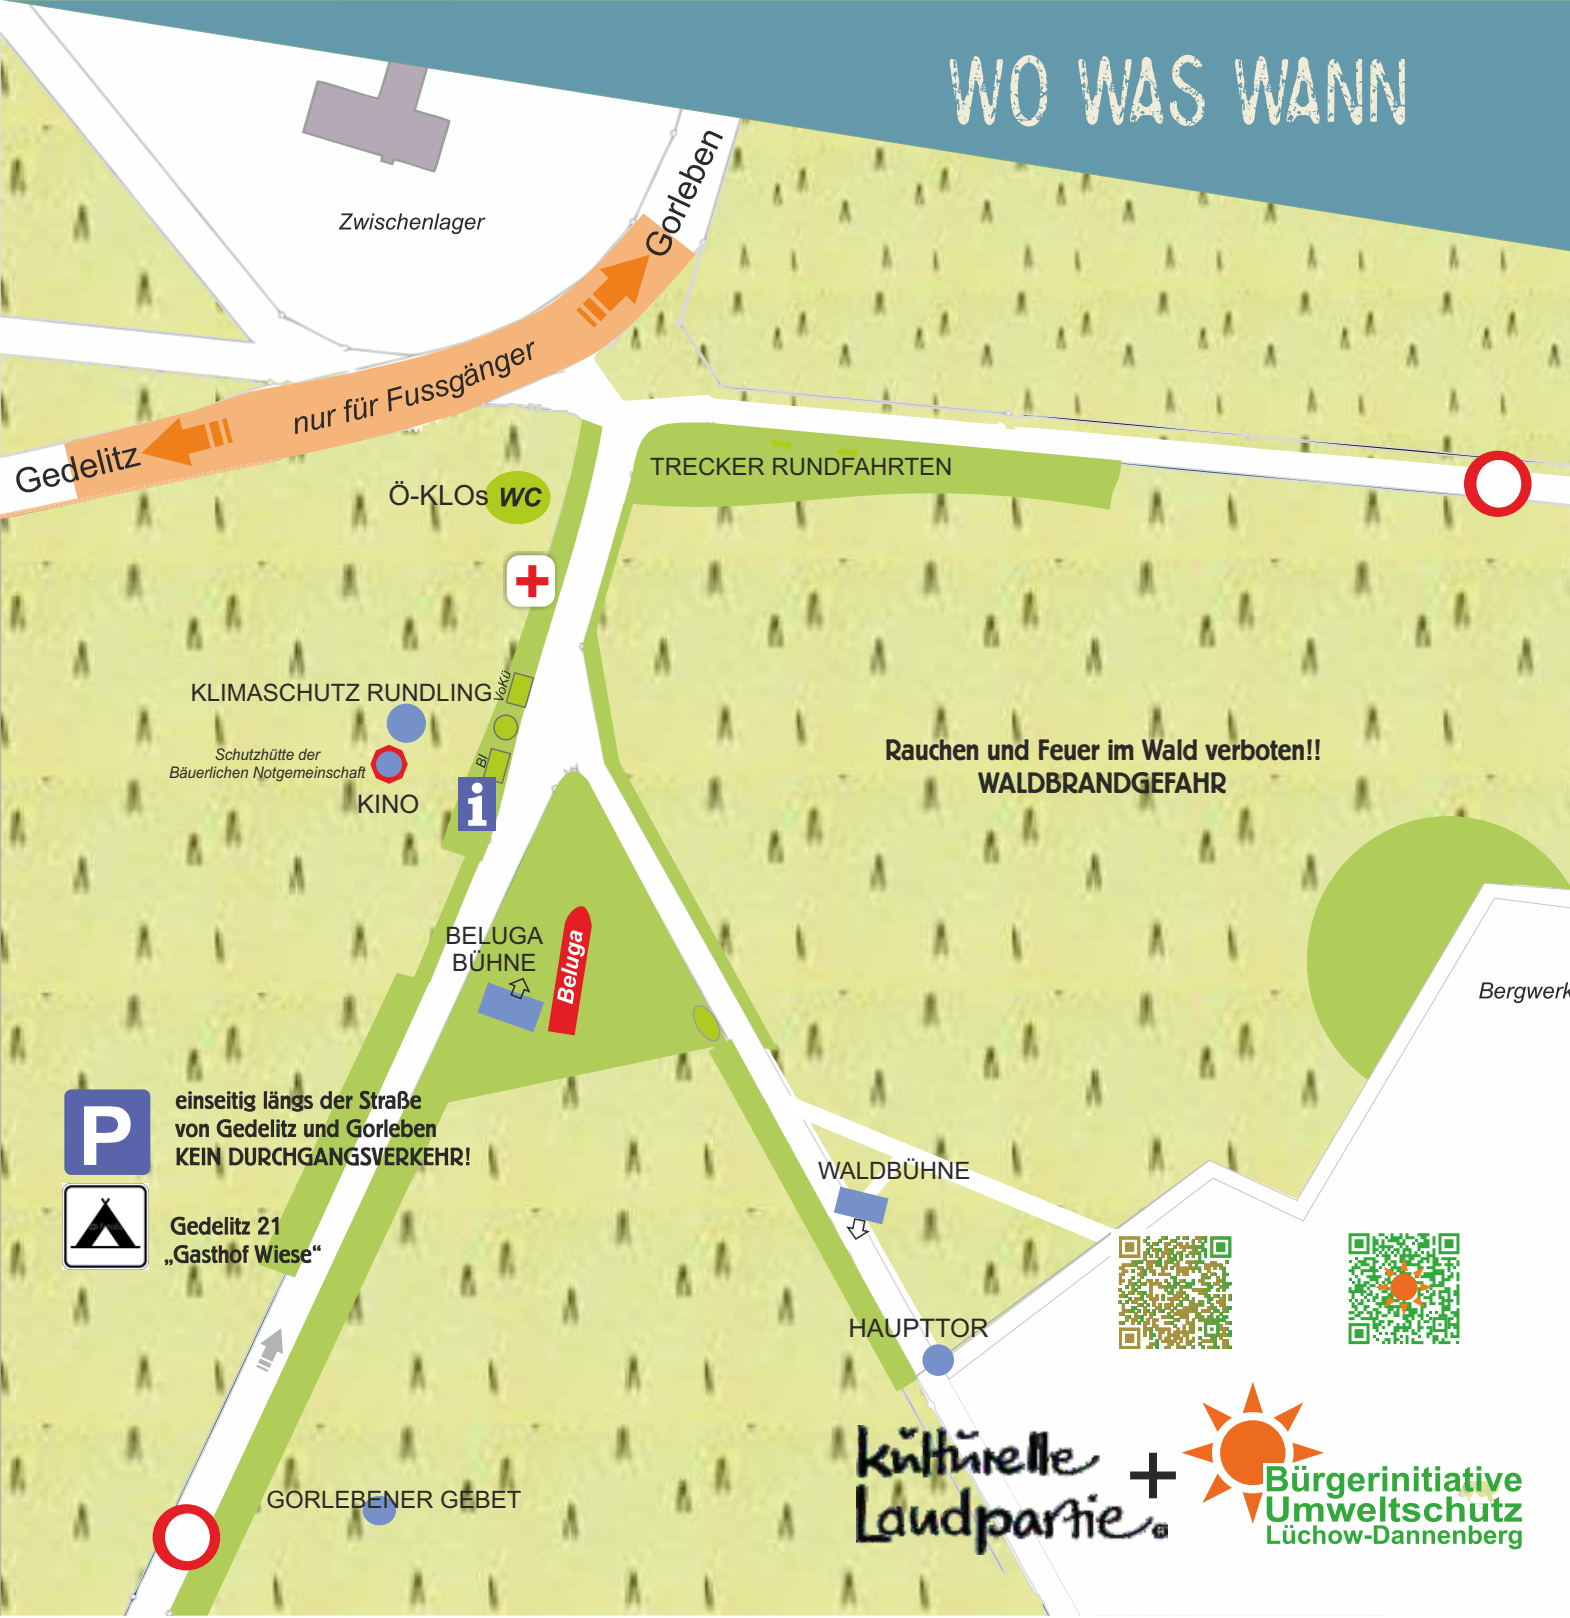 WO WAS WANN
Zwischenlager
Gorleben
nur für Fussgänger
Gedelitz
TRECKER RUNDFAHRTEN
Ö-KLOs WC
KLIMASCHUTZ RUNDLING
VoKü
Schutzhütte der
Bäuerlichen Notgemeinschaft
BI
KINO
i
Rauchen und Feuer im Wald verboten!!
WALDBRANDGEFAHR
BELUGA
BÜHNE
Beluga
Bergwerk
P
einseitig längs der Straße
von Gedelitz und Gorleben
KEIN DURCHGANGSVERKEHR!
Gedelitz 21
„Gasthof Wiese“
WALDBÜHNE
HAUPTTOR
GORLEBENER GEBET
kulturelle
Landpartie
+
Bürgerinitiative
Umweltschutz
Lüchow-Dannenberg